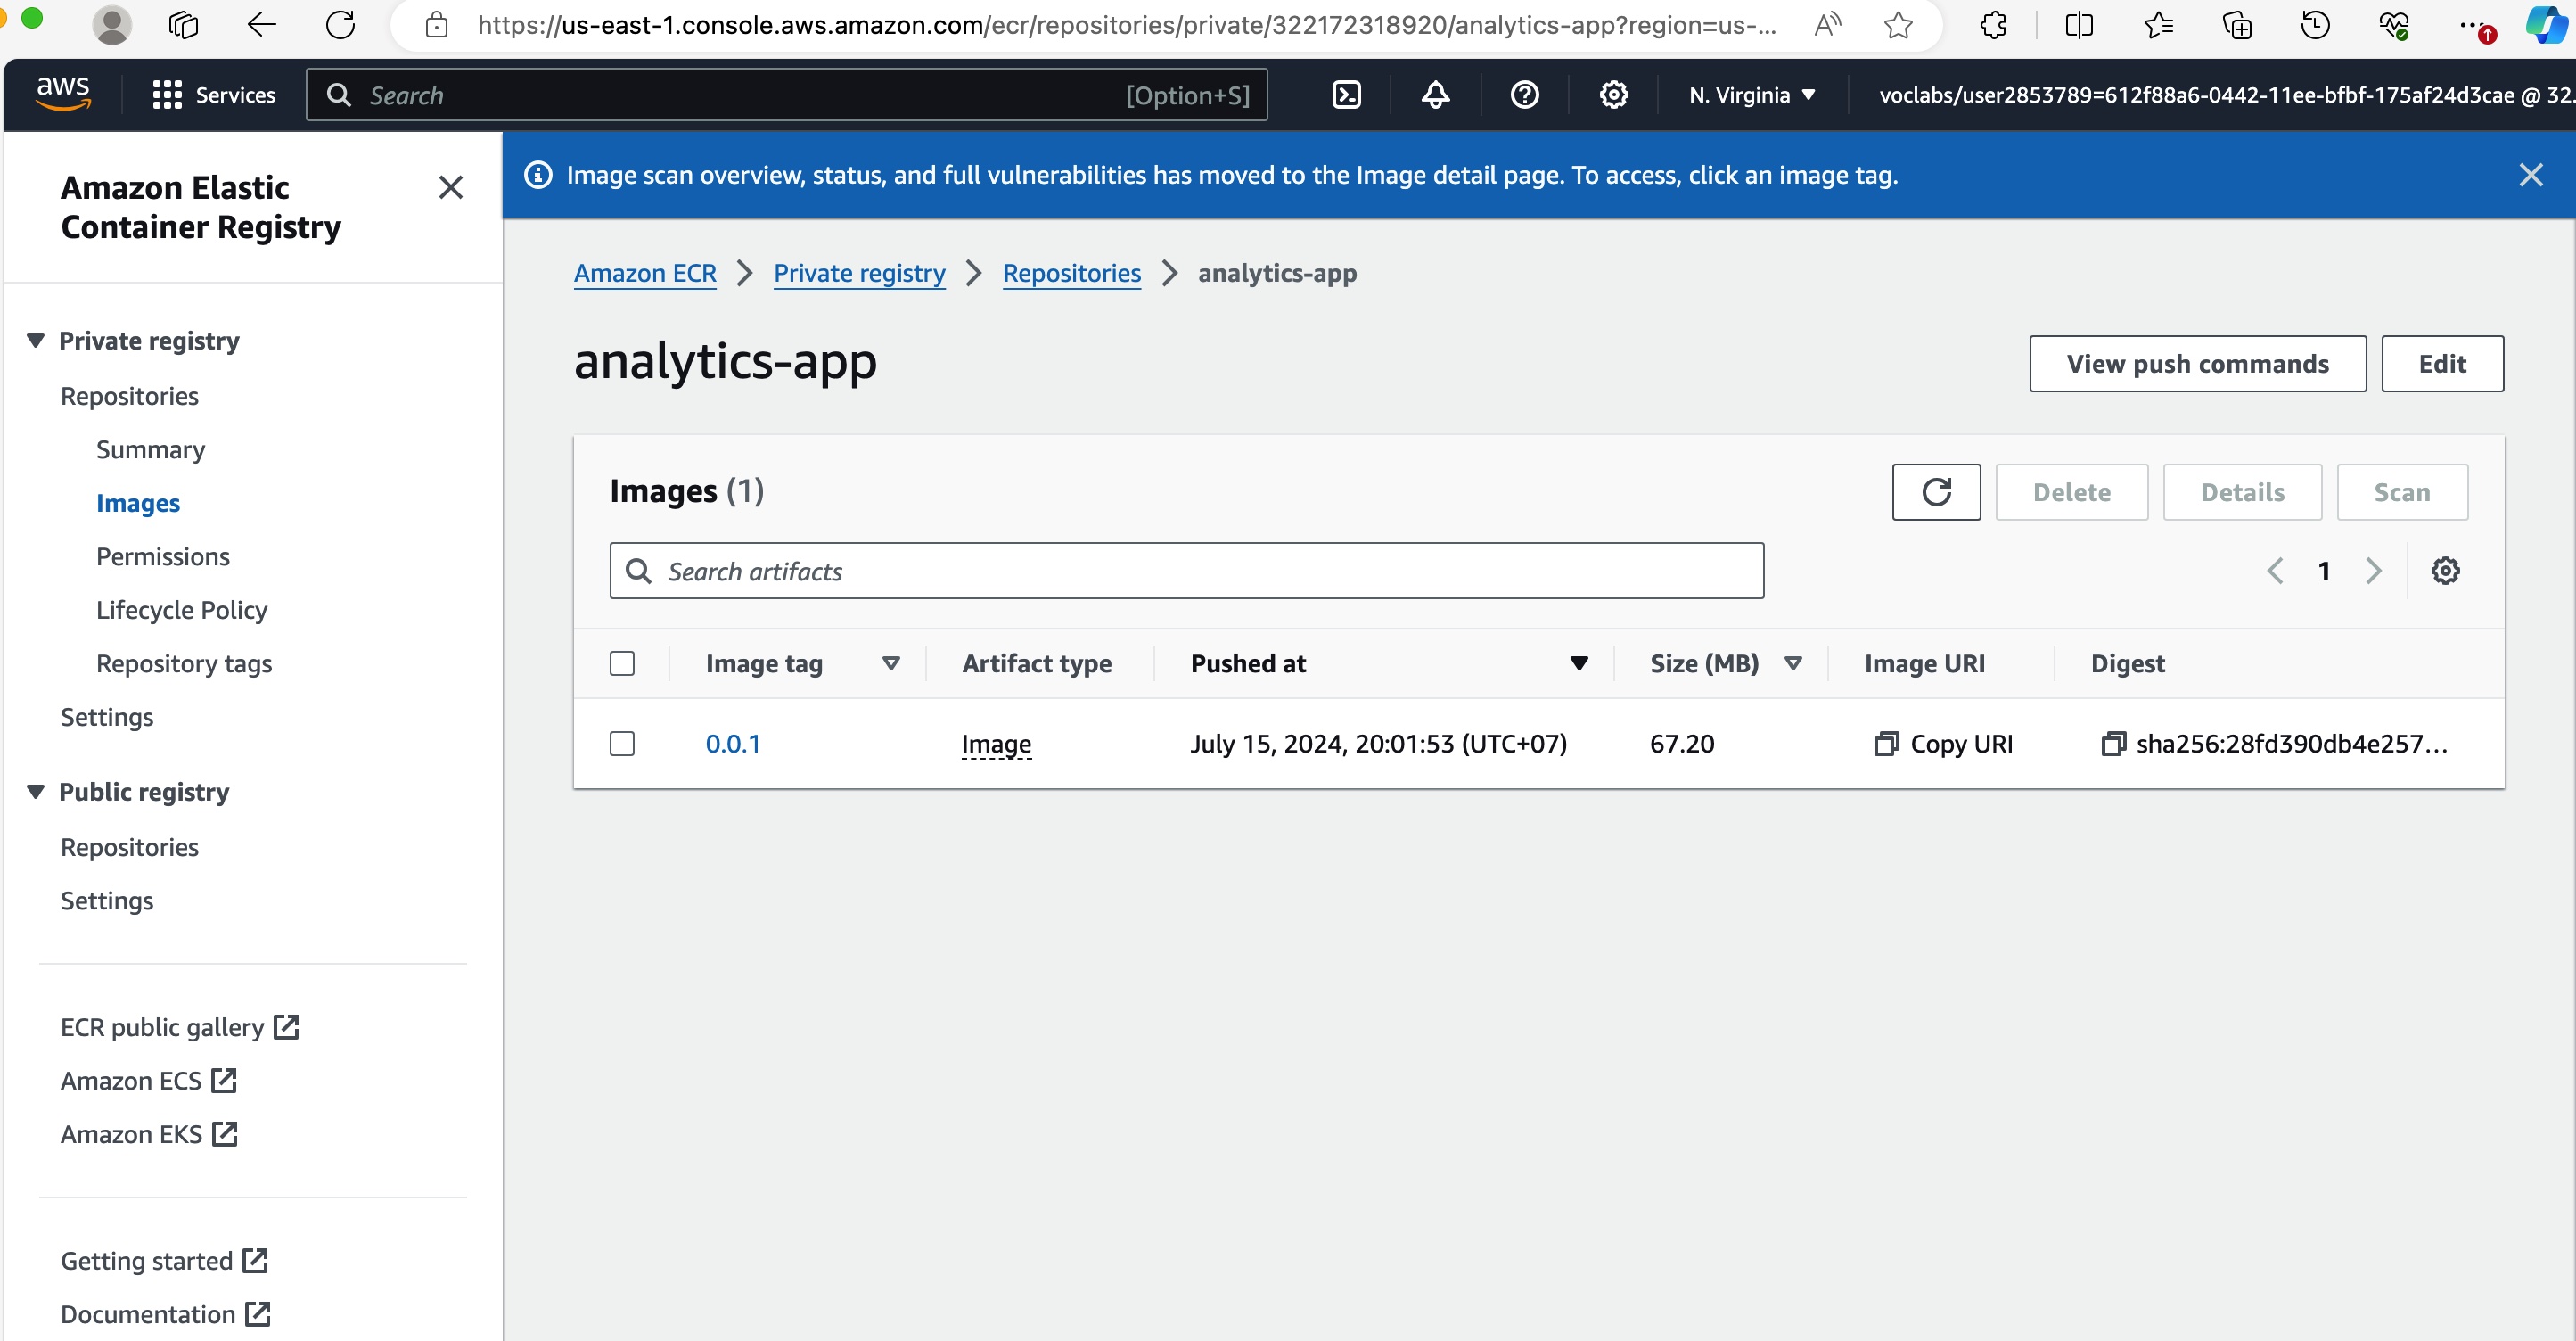 https://us-east-1.console.aws.amazon.com/ecr/repositories/private/322172318920/analytics-app?region=us-...
aws
Services
Search
[Option+S]
N. Virginia
voclabs/user2853789=612f88a6-0442-11ee-bfbf-175af24d3cae @ 32
Amazon Elastic
Container Registry
Private registry
Repositories
Summary
Images
Permissions
Lifecycle Policy
Repository tags
Settings
Public registry
Repositories
Settings
ECR public gallery
Amazon ECS
Amazon EKS
Getting started
Documentation
Image scan overview, status, and full vulnerabilities has moved to the Image detail page. To access, click an image tag.
Amazon ECR > Private registry > Repositories > analytics-app
analytics-app
View push commands
Edit
Images (1)
Delete
Details
Scan
Search artifacts
1
Image tag Artifact type Pushed at Size (MB) Image URI Digest
0.0.1 Image July 15, 2024, 20:01:53 (UTC+07) 67.20 Copy URI sha256:28fd390db4e257...